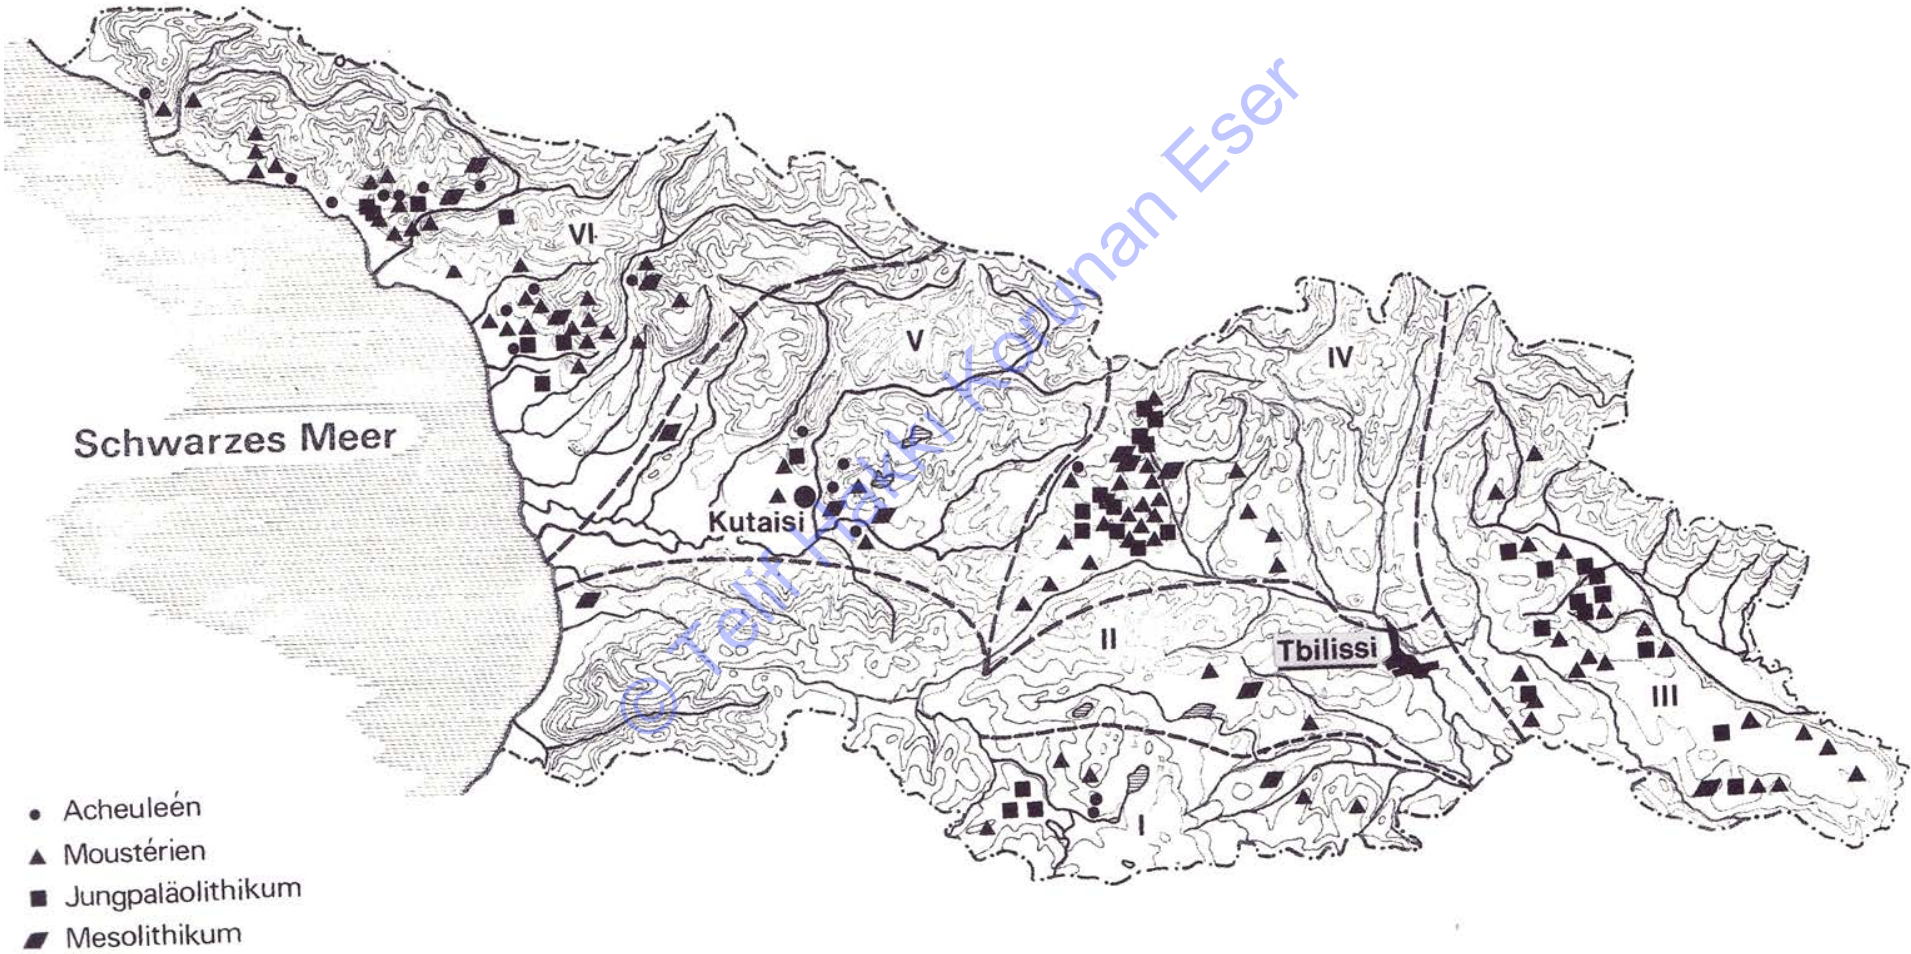 VI
V
IV
Schwarzes Meer
Kutaisi
II
Tbilissi
III
I
Acheuleén
Moustérien
Jungpaläolithikum
Mesolithikum
© Telif Hakkı Korunan Eser